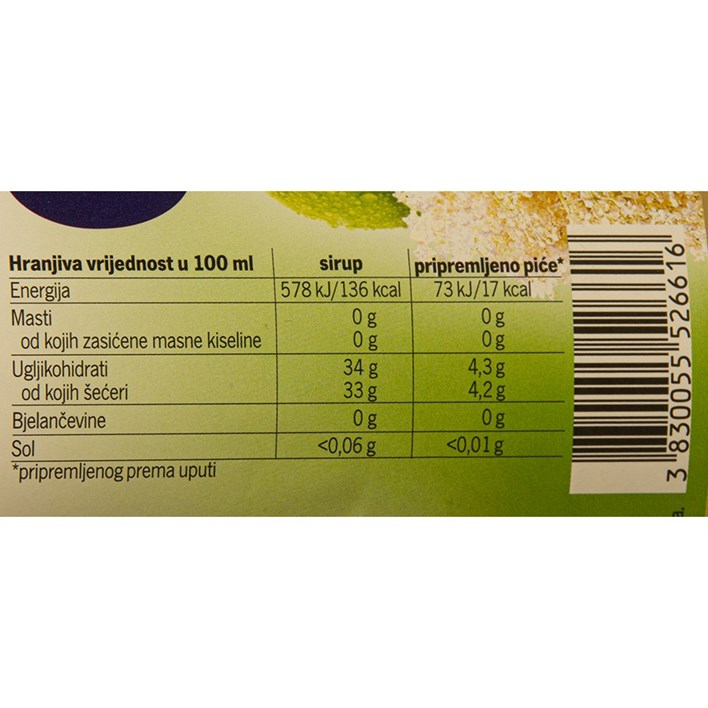 Hranjiva vrijednost u 100 ml sirup pripremljeno piće*
Energija 578 kJ/136 kcal 73 kJ/17 kcal
Masti 0 g 0 g
od kojih zasićene masne kiseline 0 g 0 g
Ugljikohidrati 34 g 4,3 g
od kojih šećeri 33 g 4,2 g
Bjelančevine 0 g 0 g
Sol <0,06 g <0,01 g
*pripremljenog prema uputi
3 830055 526616